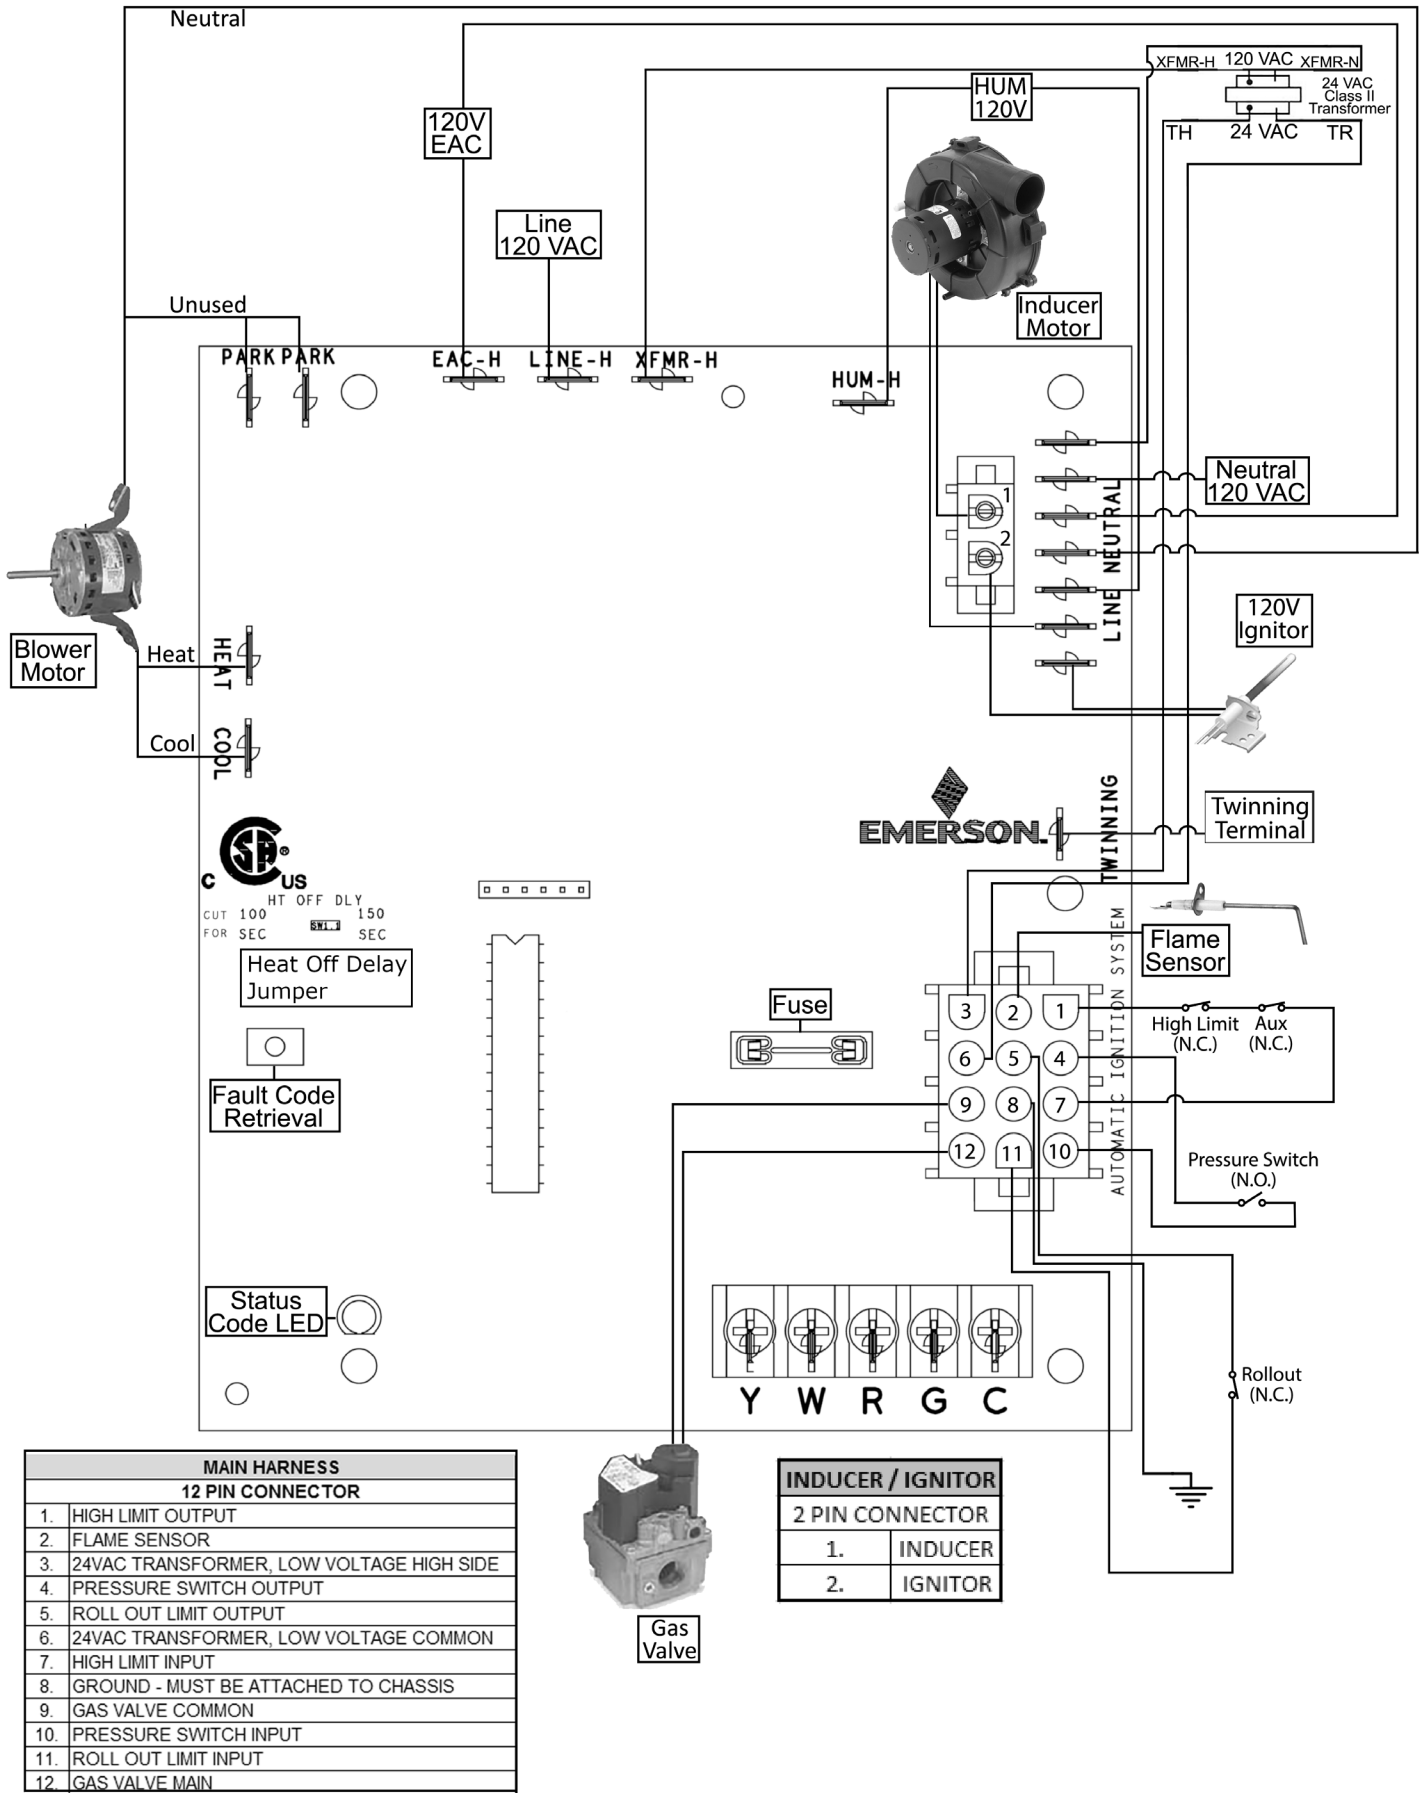 Neutral
XFMR-H 120 VAC XFMR-N
24 VAC
Class II
Transformer
TH 24 VAC TR
HUM
120V
120V
EAC
Line
120 VAC
Unused
Inducer
Motor
PARK PARK
EAC-H
LINE-H
XFMR-H
HUM-H
1
2
LINE NEUTRAL
Neutral
120 VAC
120V
Ignitor
Blower
Motor
Heat
HEAT
Cool
COOL
EMERSON.
TWINNING
Twinning
Terminal
C US
®
HT OFF DLY
CUT 100 150
FOR SEC SW1.1 SEC
Heat Off Delay
Jumper
Flame
Sensor
AUTOMATIC IGNITION SYSTEM
Fuse
3 2 1
6 5 4
9 8 7
12 11 10
High Limit
(N.C.)
Aux
(N.C.)
Fault Code
Retrieval
Pressure Switch
(N.O.)
Status
Code LED
Rollout
(N.C.)
Y W R G C
MAIN HARNESS
12 PIN CONNECTOR
1. HIGH LIMIT OUTPUT
2. FLAME SENSOR
3. 24VAC TRANSFORMER, LOW VOLTAGE HIGH SIDE
4. PRESSURE SWITCH OUTPUT
5. ROLL OUT LIMIT OUTPUT
6. 24VAC TRANSFORMER, LOW VOLTAGE COMMON
7. HIGH LIMIT INPUT
8. GROUND - MUST BE ATTACHED TO CHASSIS
9. GAS VALVE COMMON
10. PRESSURE SWITCH INPUT
11. ROLL OUT LIMIT INPUT
12. GAS VALVE MAIN
Gas
Valve
INDUCER / IGNITOR
2 PIN CONNECTOR
1. INDUCER
2. IGNITOR